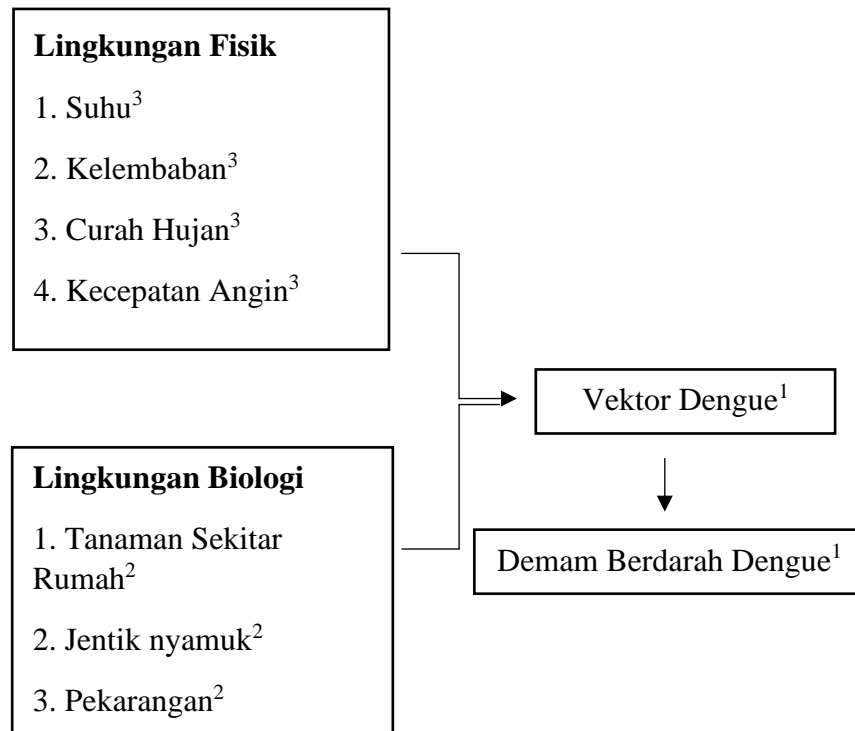 Lingkungan Fisik
1. Suhu³
2. Kelembaban³
3. Curah Hujan³
4. Kecepatan Angin³
Vektor Dengue¹
Lingkungan Biologi
1. Tanaman Sekitar
Rumah²
2. Jentik nyamuk²
3. Pekarangan²
Demam Berdarah Dengue¹